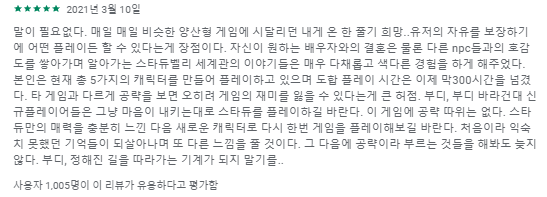 ★★★★★ 2021년 3월 10일
말이 필요없다. 매일 매일 비슷한 양산형 게임에 시달리던 내게 온 한 풀기 희망..유저의 자유를 보장하기
에 어떤 플레이든 할 수 있다는게 장점이다. 자신이 원하는 배우자와의 결혼은 물론 다른 npc들과의 호감
도를 쌓아가며 알아가는 스타듀벨리 세계관의 이야기들은 매우 다채롭고 색다른 경험을 하게 해주었다.
본인은 현재 총 5가지의 캐릭터를 만들어 플레이하고 있으며 도합 플레이 시간은 이제 막300시간을 넘겼
다. 타 게임과 다르게 공략을 보면 오히려 게임의 재미를 잃을 수 있다는게 큰 허점. 부디, 부디 바라건대 신
규플레이어들은 그냥 마음이 내키는대로 스타듀를 플레이하길 바란다. 이 게임에 공략 따위는 없다. 스타
듀만의 매력을 충분히 느낀 다음 새로운 캐릭터로 다시 한번 게임을 플레이해보길 바란다. 처음이라 익숙
치 못했던 기억들이 되살아나며 또 다른 느낌을 줄 것이다. 그 다음에 공략이라 부르는 것들을 해봐도 늦지
않다. 부디, 정해진 길을 따라가는 기계가 되지 말기를..
사용자 1,005명이 이 리뷰가 유용하다고 평가함